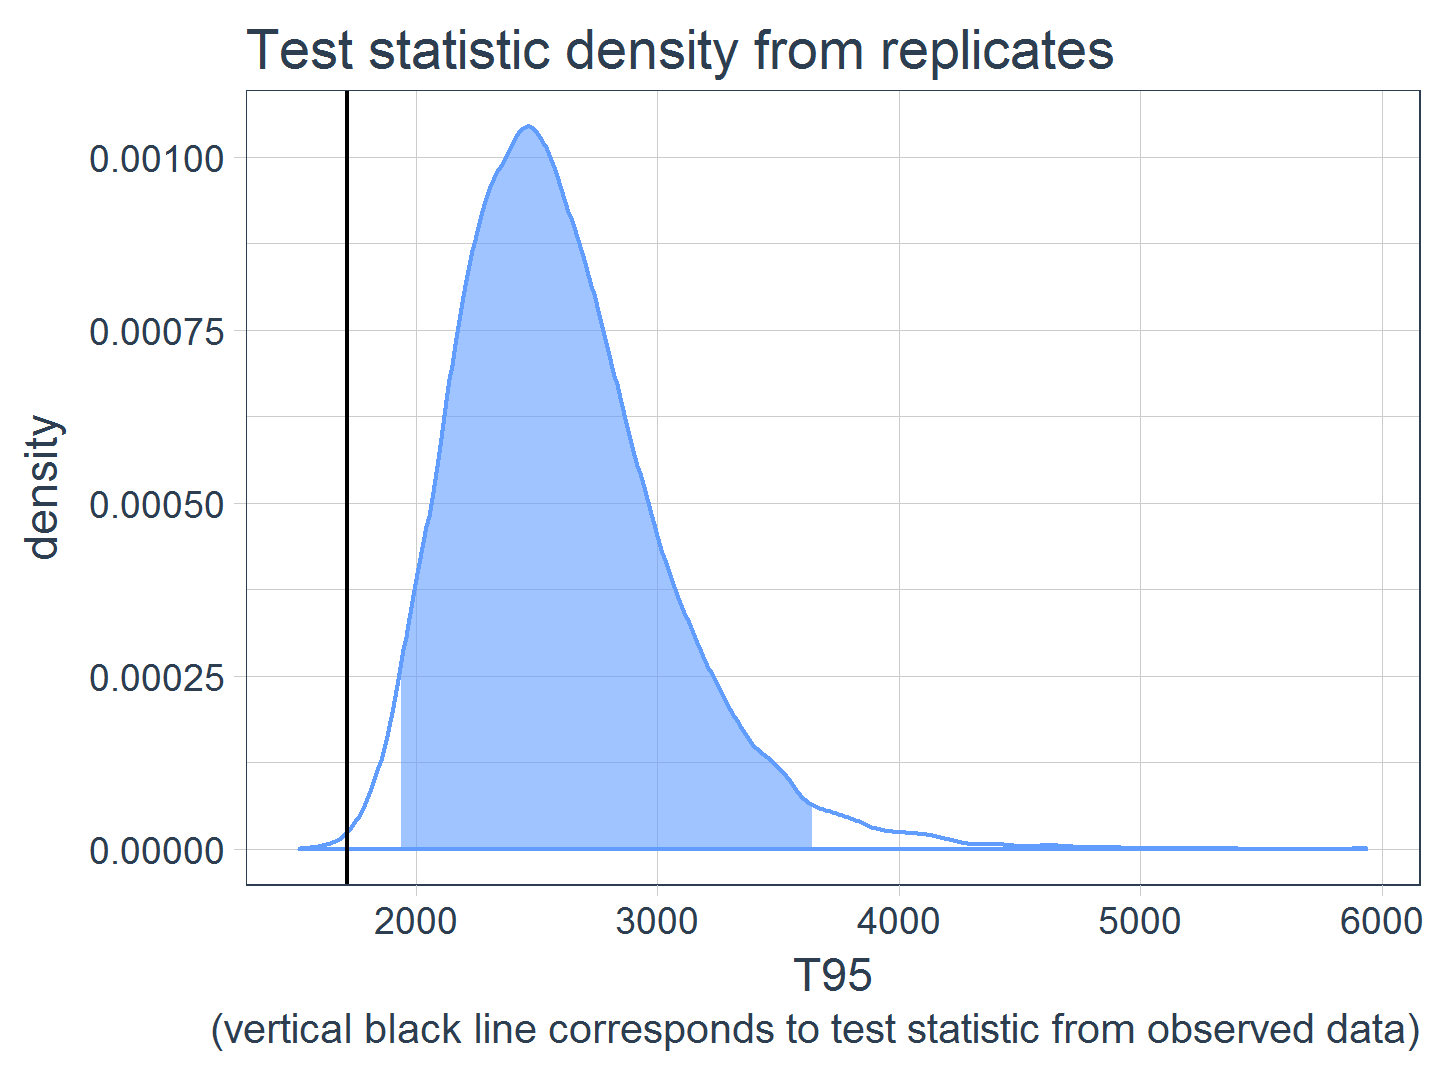 Test statistic density from replicates
0.00100
0.00075
0.00050
0.00025
0.00000
density
2000 3000 4000 5000 6000
T95
(vertical black line corresponds to test statistic from observed data)